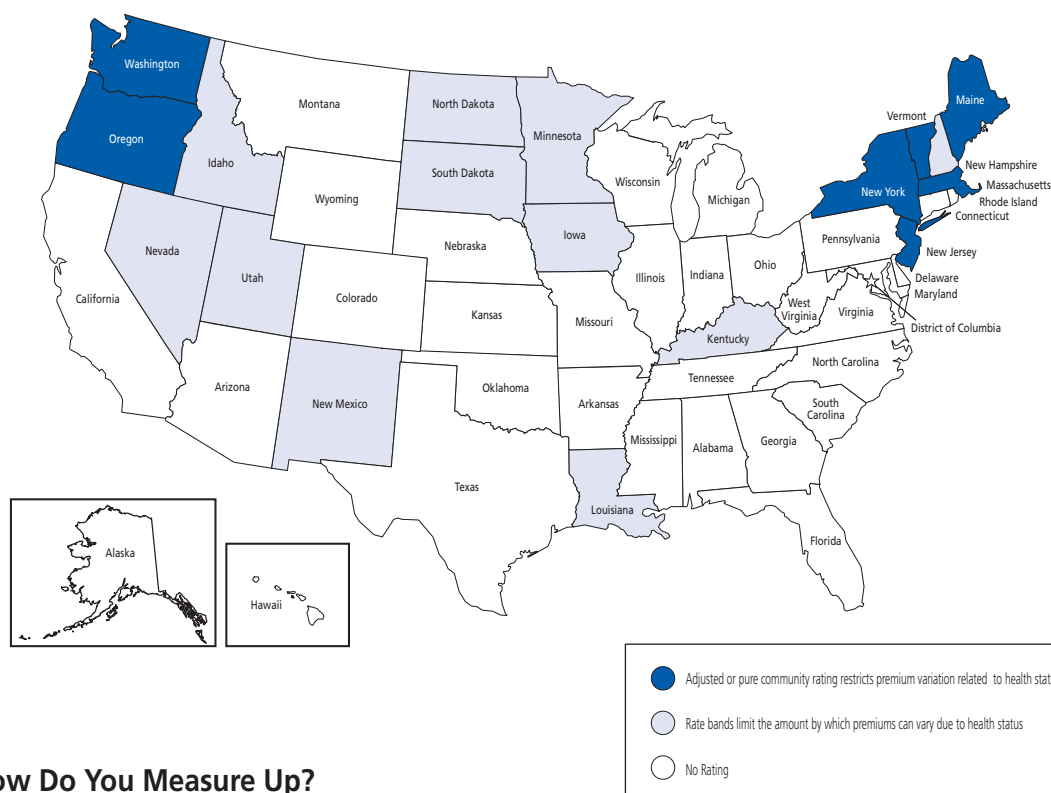 Washington
Oregon
Idaho
Montana
North Dakota
Minnesota
South Dakota
Wyoming
Nevada
Utah
California
Colorado
Nebraska
Iowa
Wisconsin
Michigan
Illinois
Indiana
Ohio
Kansas
Missouri
Kentucky
West
Virginia
Virginia
Pennsylvania
New York
Vermont
Maine
New Hampshire
Massachusetts
Rhode Island
Connecticut
New Jersey
Delaware
Maryland
District of Columbia
Arizona
New Mexico
Oklahoma
Arkansas
Tennessee
North Carolina
South
Carolina
Mississippi
Alabama
Georgia
Texas
Louisiana
Florida
Alaska
Hawaii
Adjusted or pure community rating restricts premium variation related to health stat
Rate bands limit the amount by which premiums can vary due to health status
No Rating
ow Do You Measure Up?